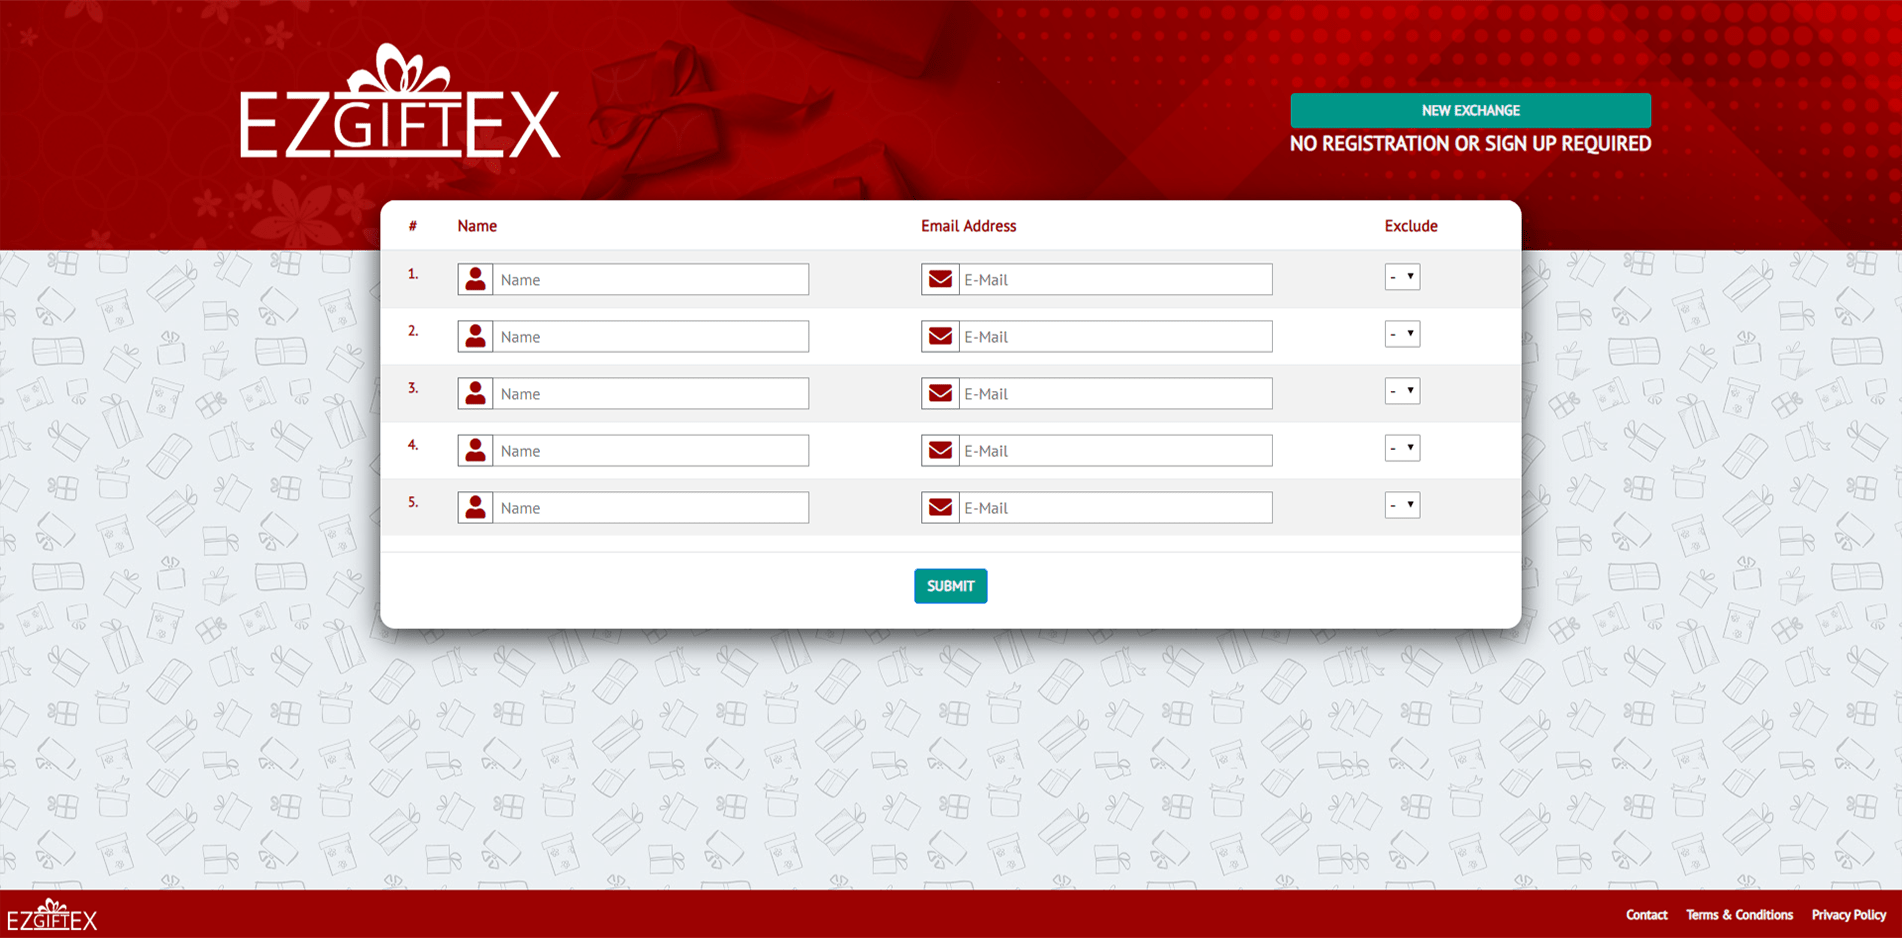 EZGIFTEX
NEW EXCHANGE
NO REGISTRATION OR SIGN UP REQUIRED
# Name Email Address Exclude
1. Name E-Mail -
2. Name E-Mail -
3. Name E-Mail -
4. Name E-Mail -
5. Name E-Mail -
SUBMIT
EZGIFTEX
Contact Terms & Conditions Privacy Policy